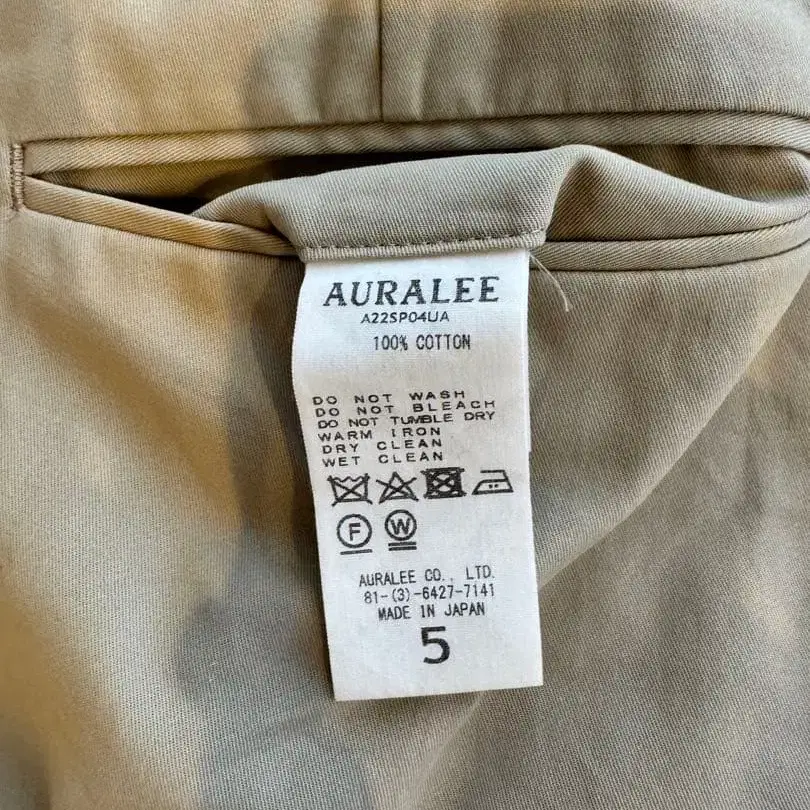 AURALEE
A22SP04UA
100% COTTON
DO NOT WASH
DO NOT BLEACH
DO NOT TUMBLE DRY
WARM IRON
DRY CLEAN
WET CLEAN
F W
AURALEE CO., LTD.
81-(3)-6427-7141
MADE IN JAPAN
5